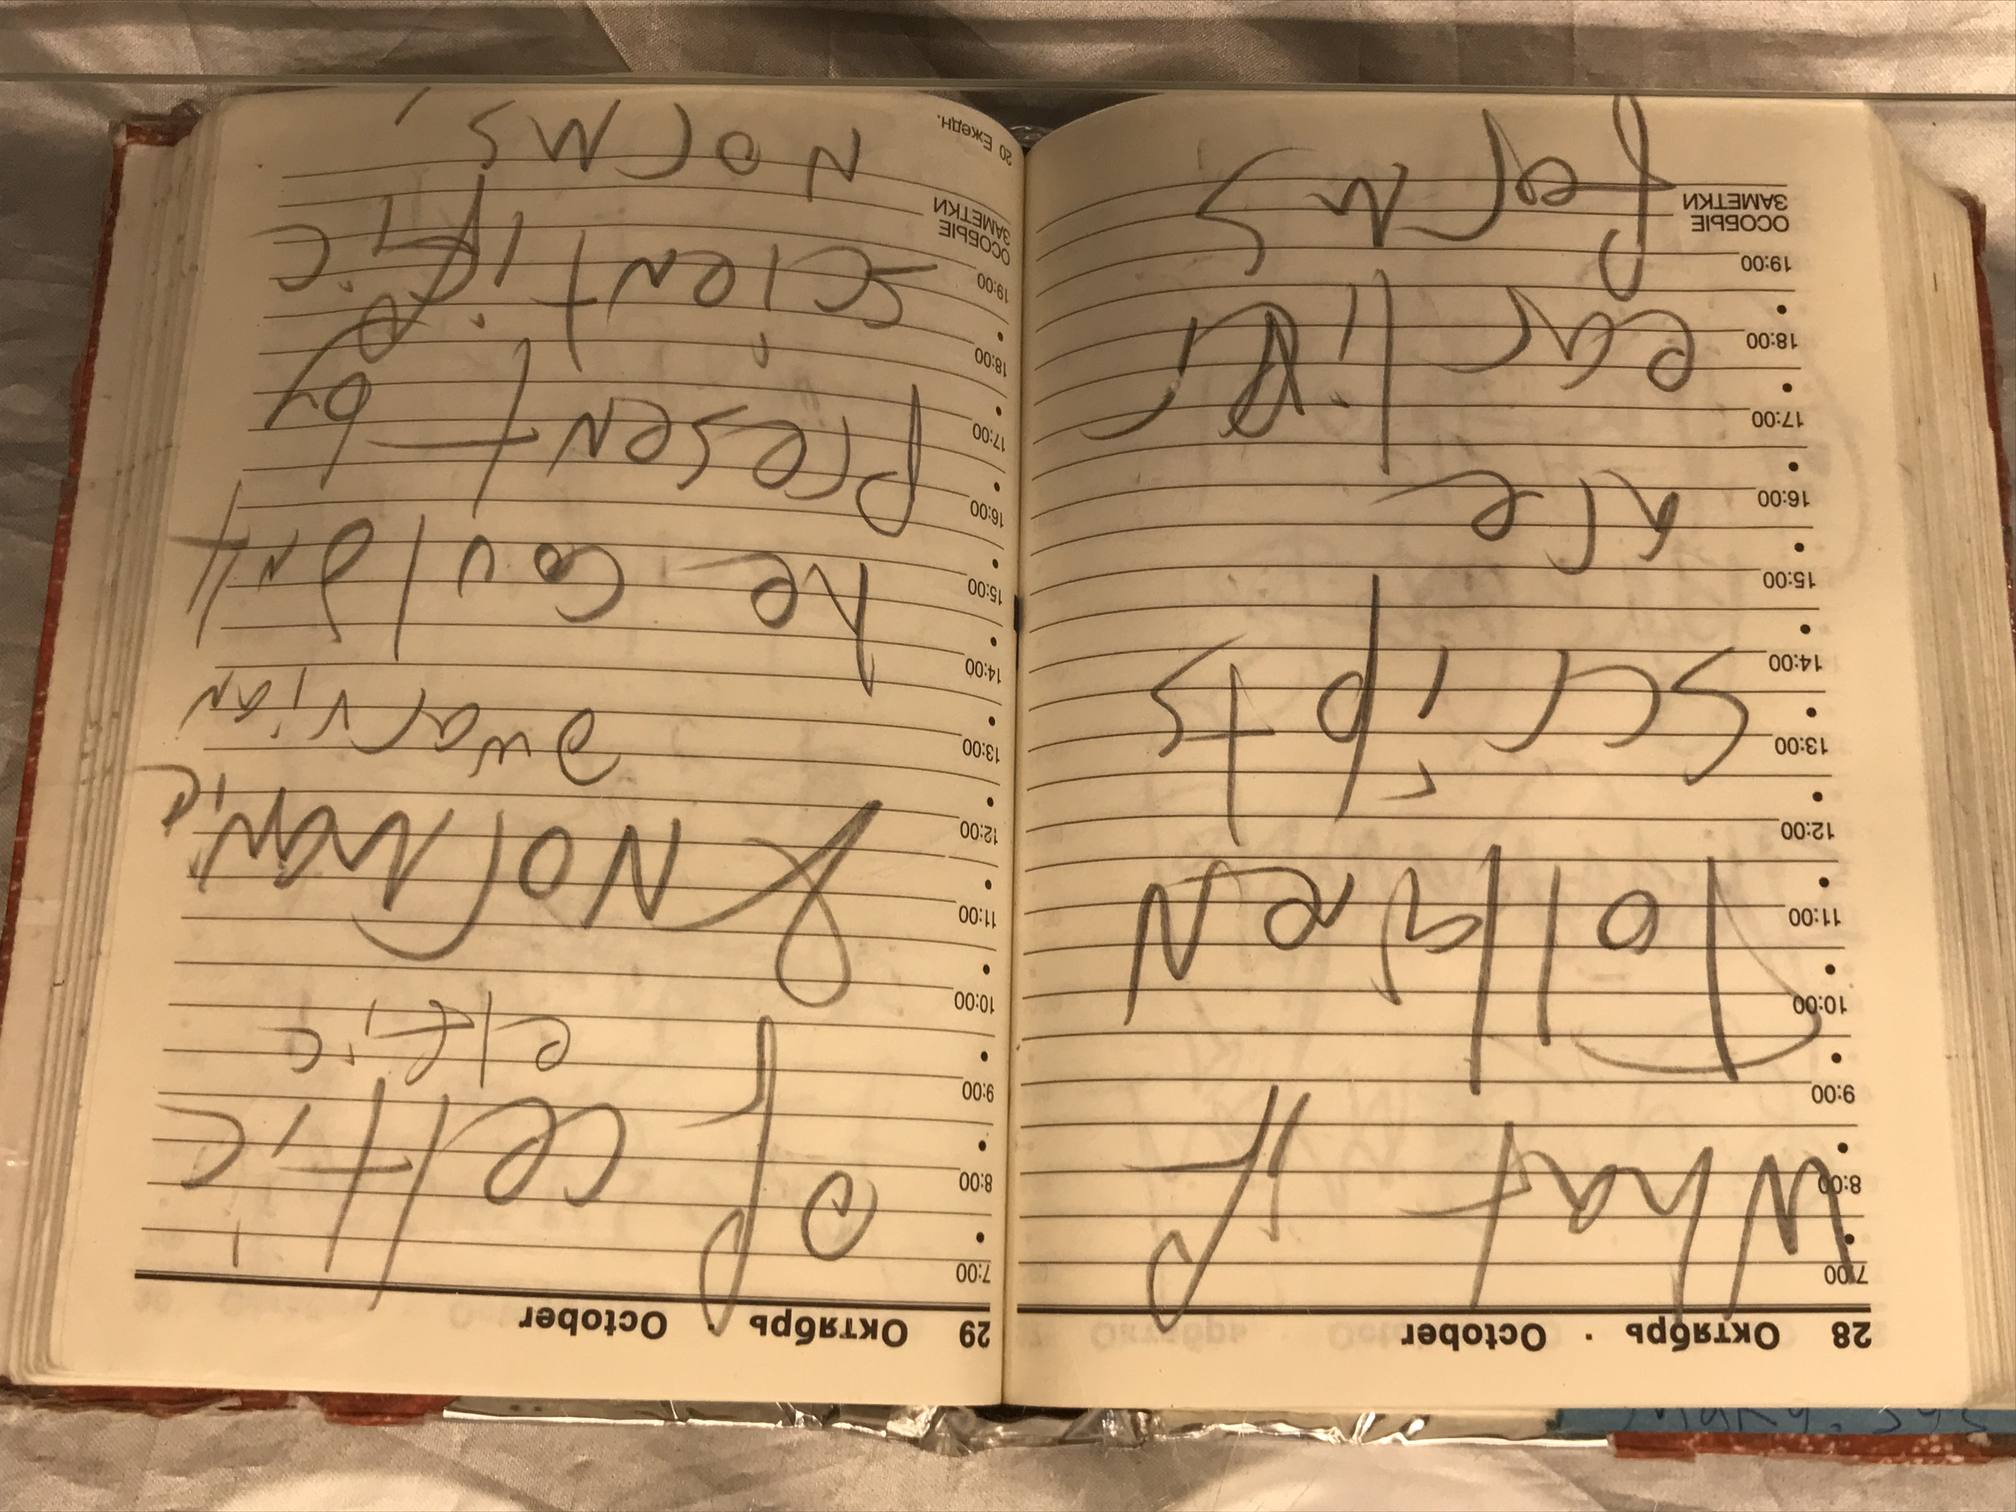 28 Октябрь · October
7:00
What if
8:00
9:00
10:00
Tolkien
11:00
12:00
scripts
13:00
14:00
15:00
are
16:00
17:00
earlier
18:00
19:00
ОСОБЫЕ
ЗАМЕТКИ
forms
29 Октябрь · October
7:00
of celtic
8:00
9:00
eltic
10:00
&
11:00
12:00
dwarvian
13:00
14:00
he couldn't
15:00
16:00
present by
17:00
18:00
scientific
19:00
ОСОБЫЕ
ЗАМЕТКИ
norms,
20 Ежедн.